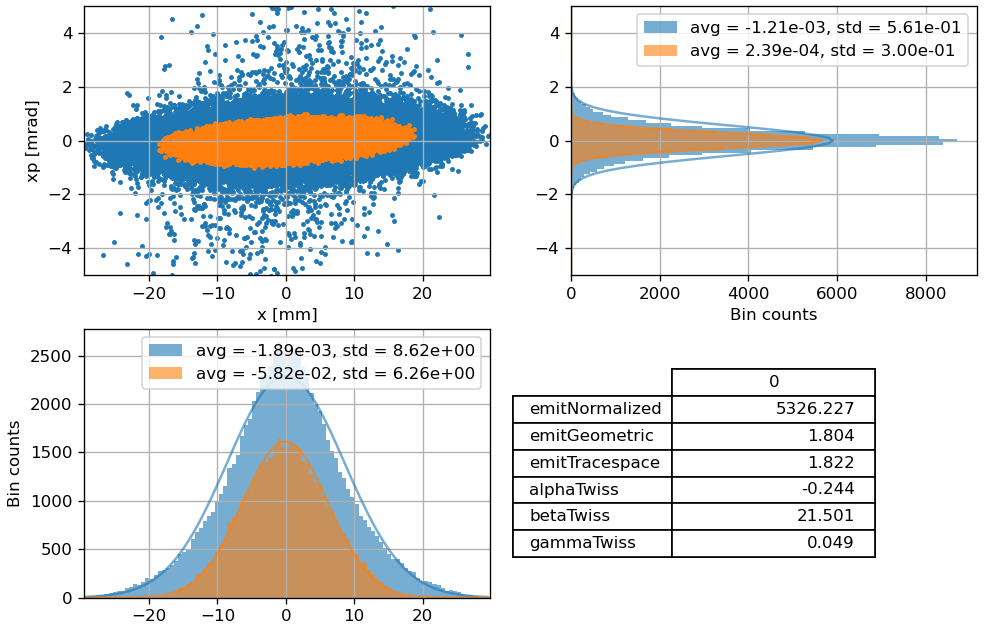 4
2
0
−2
−4
xp [mrad]
−20 −10 0 10 20
x [mm]
avg = -1.21e-03, std = 5.61e-01
avg = 2.39e-04, std = 3.00e-01
4
2
0
−2
−4
0 2000 4000 6000 8000
Bin counts
avg = -1.89e-03, std = 8.62e+00
avg = -5.82e-02, std = 6.26e+00
2500
2000
1500
1000
500
0
Bin counts
−20 −10 0 10 20
0
emitNormalized 5326.227
emitGeometric 1.804
emitTracespace 1.822
alphaTwiss -0.244
betaTwiss 21.501
gammaTwiss 0.049